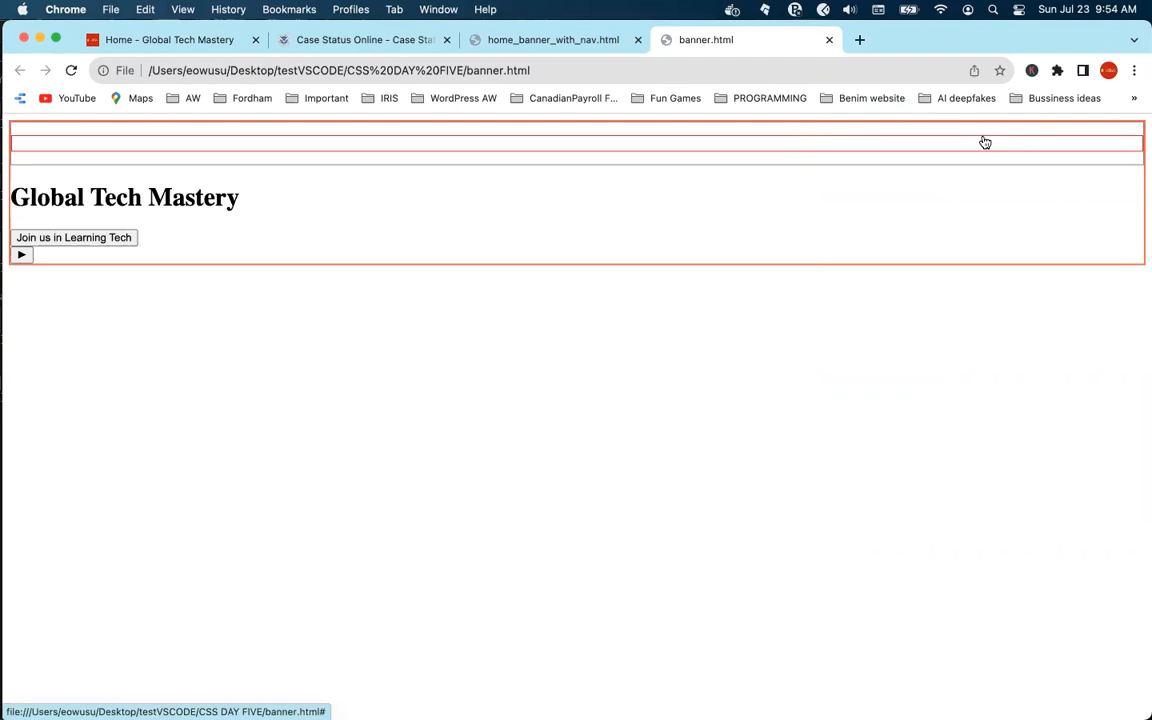 Chrome File Edit View History Bookmarks Profiles Tab Window Help Sun Jul 23 9:54 AM
Home - Global Tech Mastery Case Status Online - Case Stat home_banner_with_nav.html banner.html
File /Users/eowusu/Desktop/testVSCODE/CSS%20DAY%20FIVE/banner.html
YouTube Maps AW Fordham Important IRIS WordPress AW CanadianPayroll F... Fun Games PROGRAMMING Benim website AI deepfakes Bussiness ideas »
Global Tech Mastery
Join us in Learning Tech
file:///Users/eowusu/Desktop/testVSCODE/CSS DAY FIVE/banner.html#